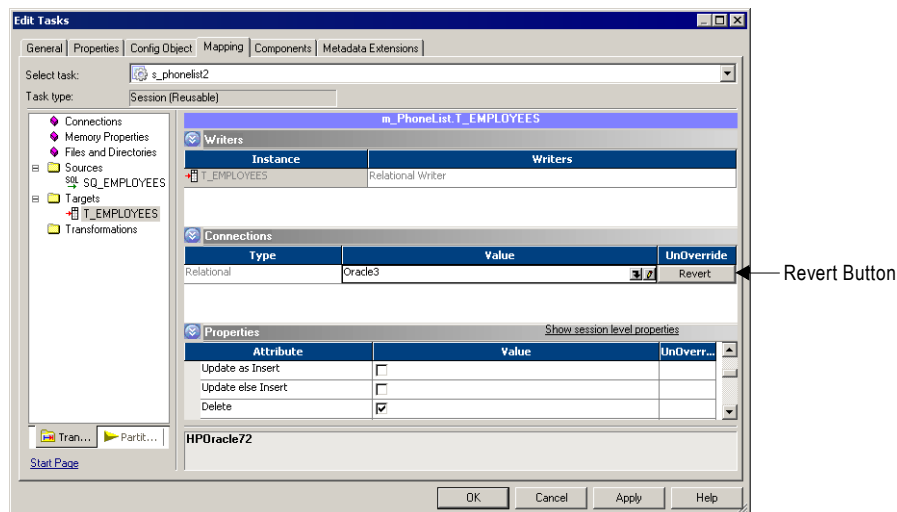 Edit Tasks
General Properties Config Object Mapping Components Metadata Extensions
Select task: s_phonelist2
Task type: Session (Reusable)
Connections
Memory Properties
Files and Directories
Sources
SQL SQ_EMPLOYEES
Targets
T_EMPLOYEES
Transformations
Tran... Partit...
Start Page
m_PhoneList.T_EMPLOYEES
Writers
Instance Writers
T_EMPLOYEES Relational Writer
Connections
Type Value UnOverride
Relational Oracle3 Revert
Revert Button
Properties Show session level properties
Attribute Value UnOverr...
Update as Insert
Update else Insert
Delete
HPOracle72
OK Cancel Apply Help